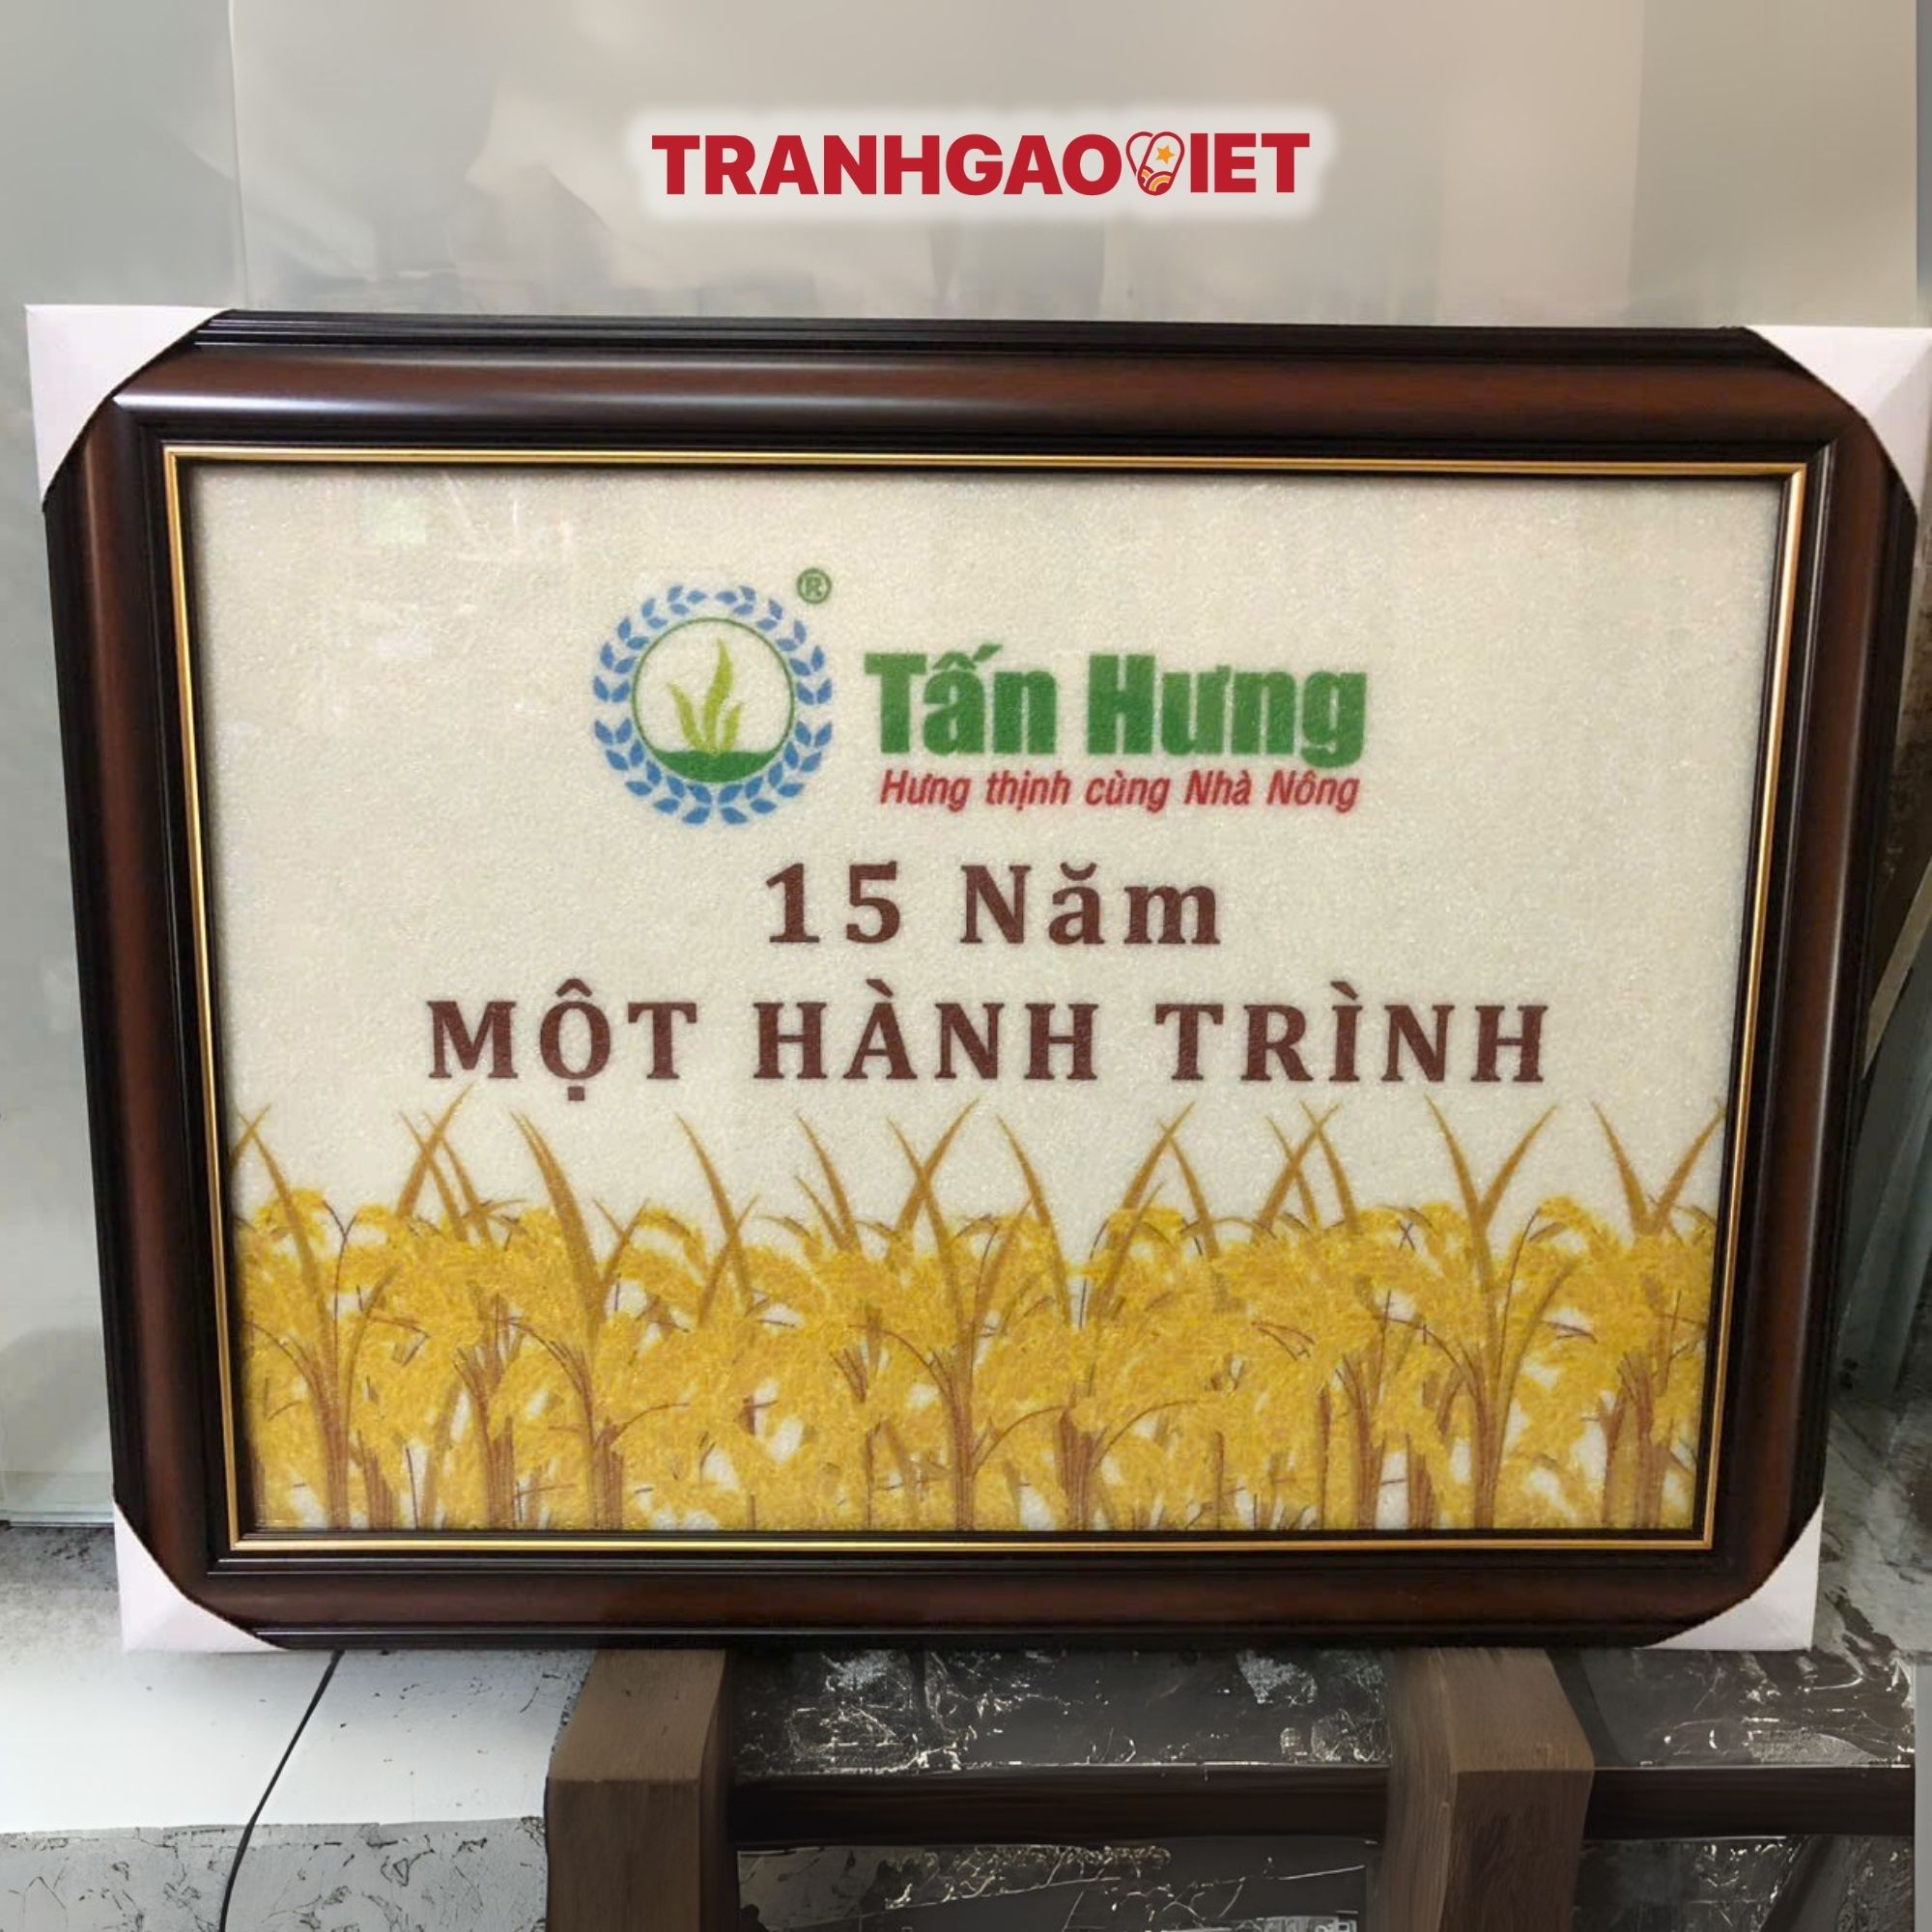 TRANHGAOVIET
®
Tấn Hưng
Hưng thịnh cùng Nhà Nông
15 Năm
MỘT HÀNH TRÌNH